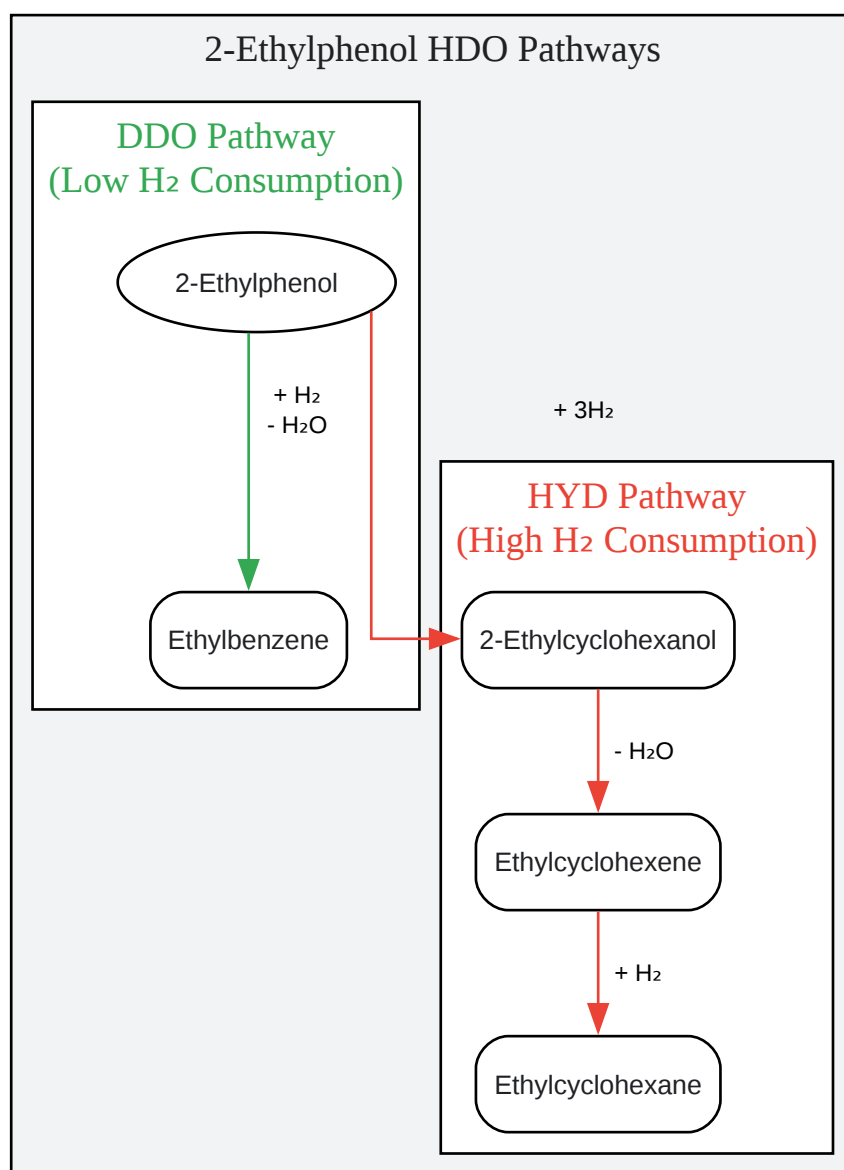 2-Ethylphenol HDO Pathways
DDO Pathway
(Low H₂ Consumption)
2-Ethylphenol
+ H₂
- H₂O
+ 3H₂
HYD Pathway
(High H₂ Consumption)
Ethylbenzene
2-Ethylcyclohexanol
- H₂O
Ethylcyclohexene
+ H₂
Ethylcyclohexane